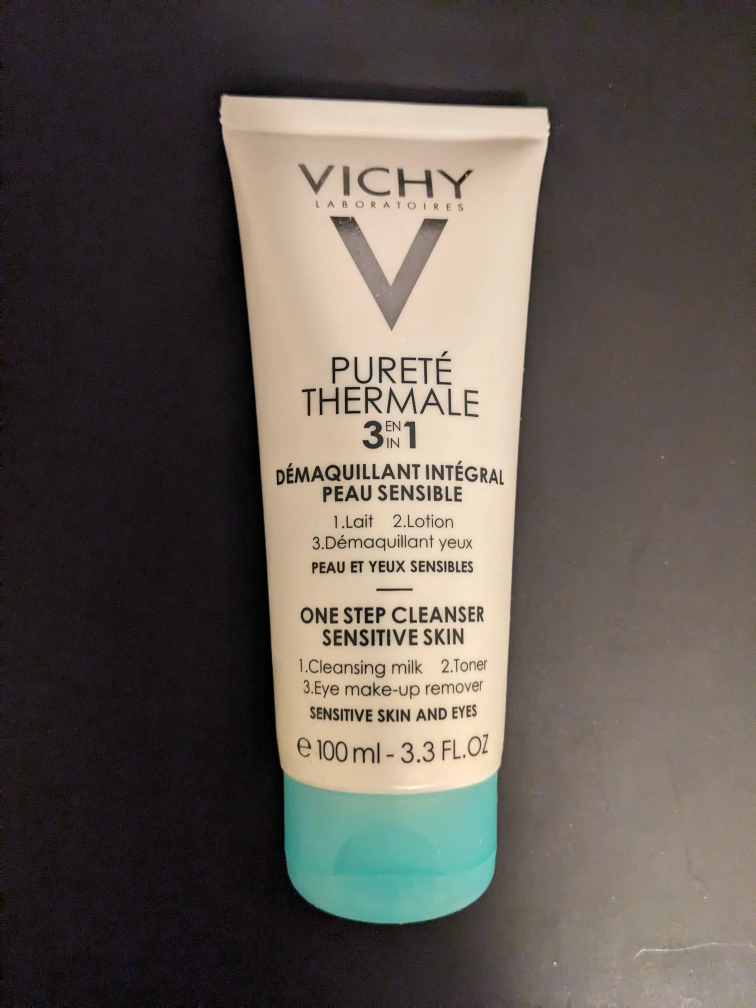 VICHY
LABORATOIRES
V
PURETÉ
THERMALE
3 EN IN 1
DÉMAQUILLANT INTÉGRAL
PEAU SENSIBLE
1.Lait 2.Lotion
3.Démaquillant yeux
PEAU ET YEUX SENSIBLES
ONE STEP CLEANSER
SENSITIVE SKIN
1.Cleansing milk 2.Toner
3.Eye make-up remover
SENSITIVE SKIN AND EYES
℮ 100 ml - 3.3 FL.OZ